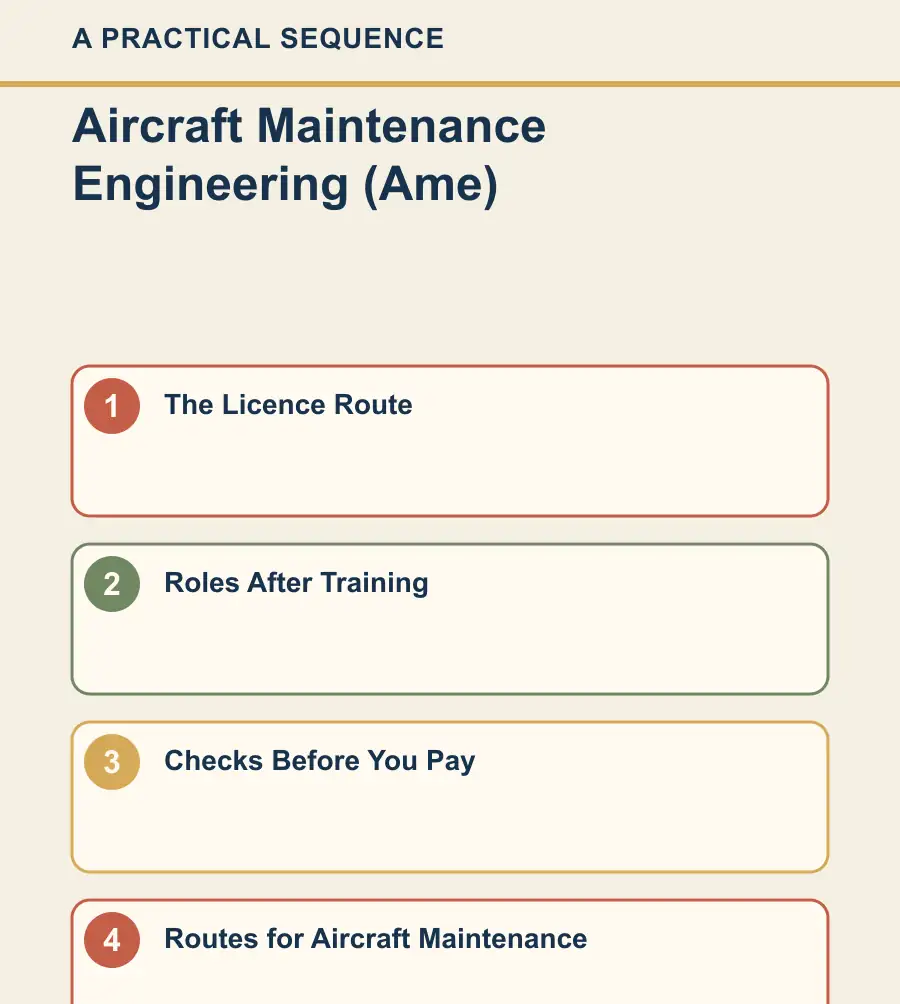 A PRACTICAL SEQUENCE
Aircraft Maintenance
Engineering (Ame)
1 The Licence Route
2 Roles After Training
3 Checks Before You Pay
4 Routes for Aircraft Maintenance